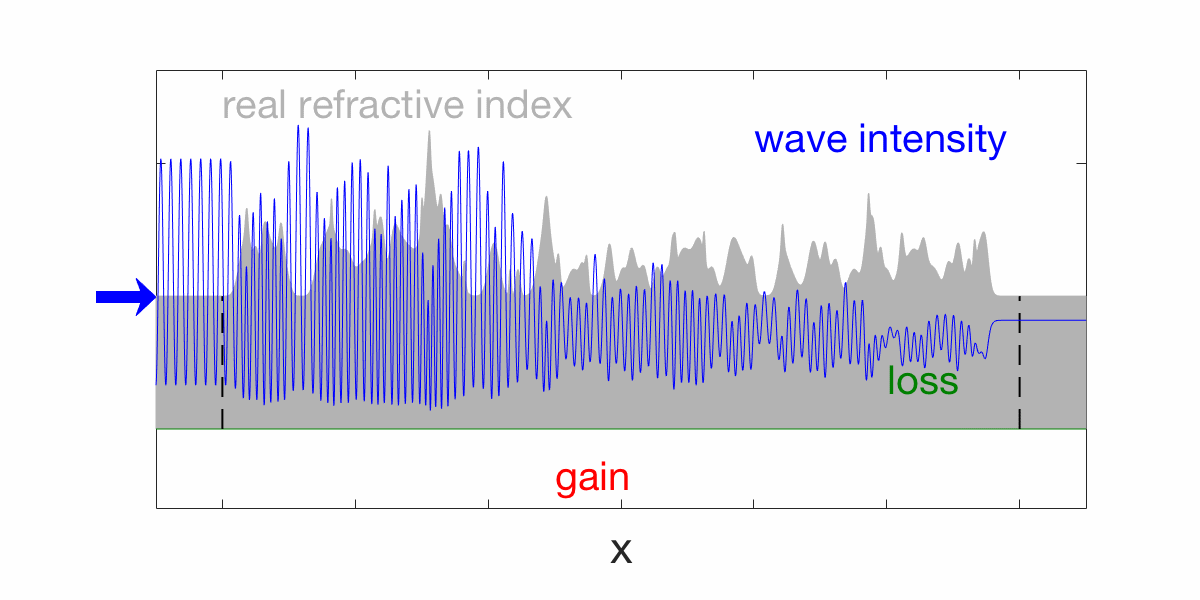 real refractive index
wave intensity
loss
gain
x